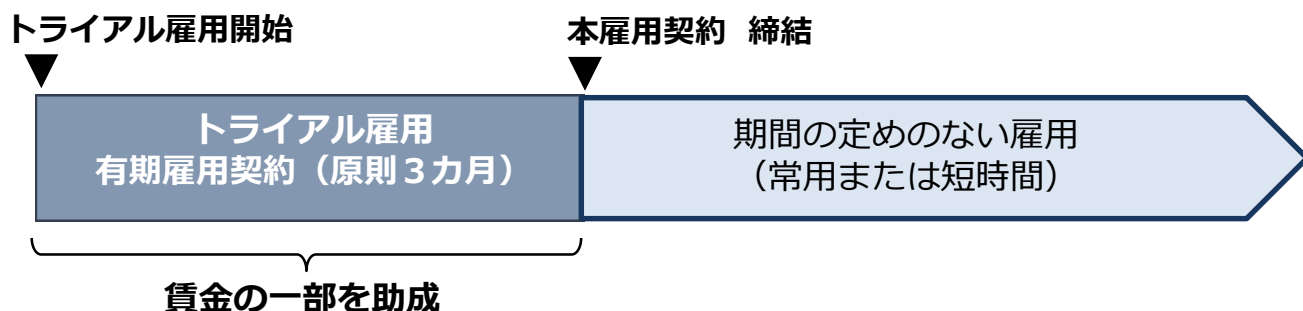 トライアル雇用開始
本雇用契約 締結
トライアル雇用
有期雇用契約（原則３カ月）
期間の定めのない雇用
（常用または短時間）
賃金の一部を助成